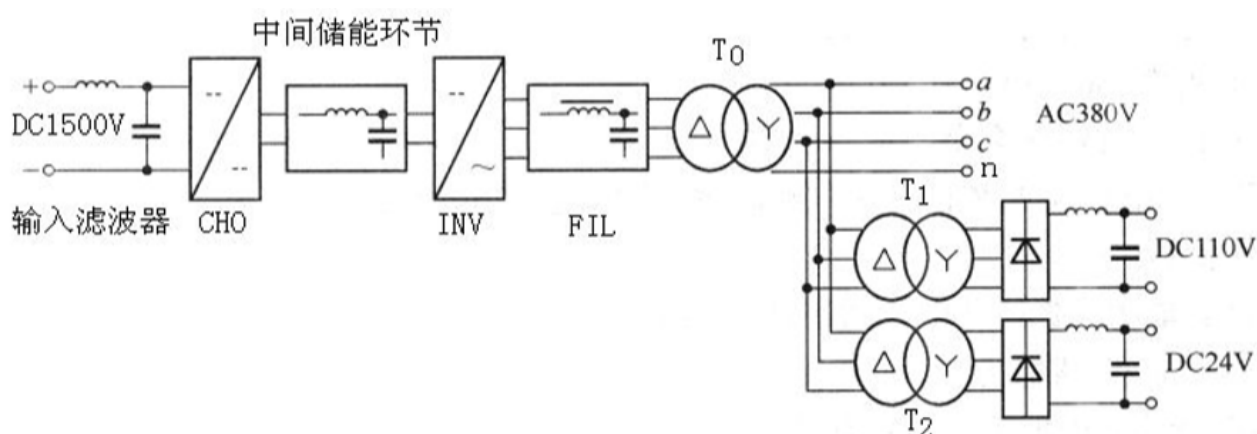 中间储能环节
T0
+
DC1500V
−
输入滤波器
CHO
INV
FIL
a
b
c
n
AC380V
T1
DC110V
DC24V
T2